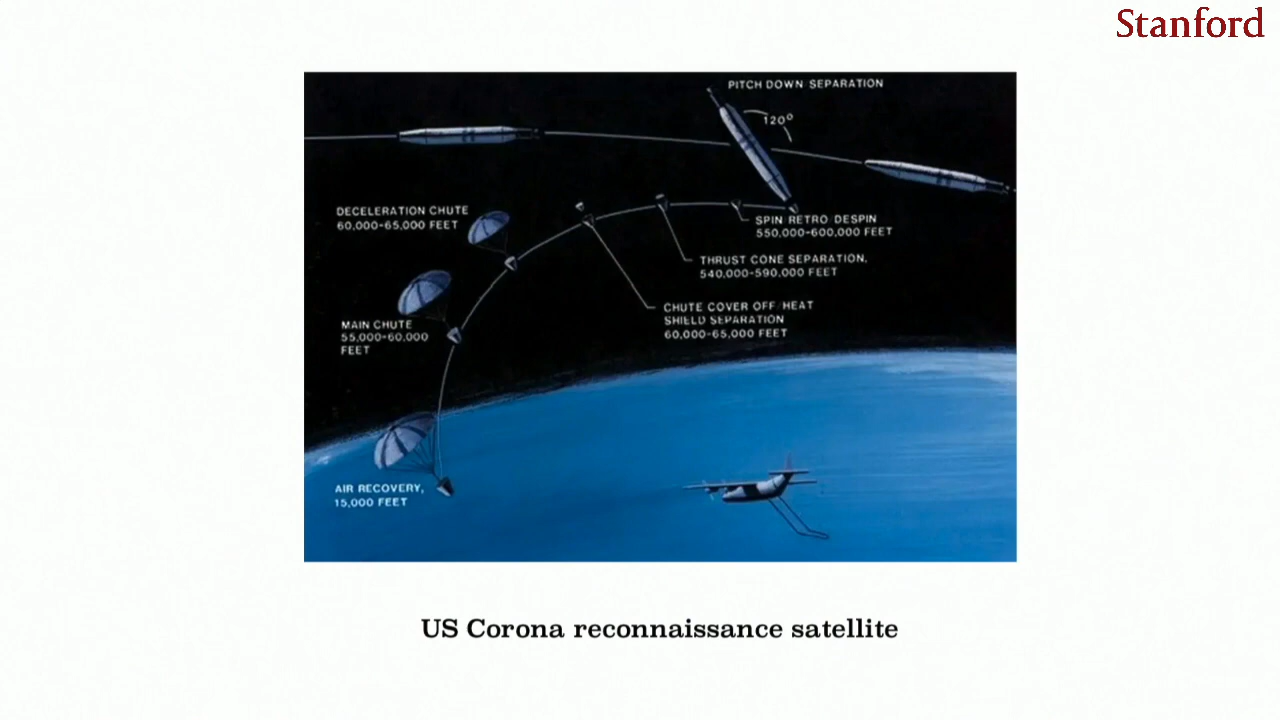 Stanford
PITCH DOWN SEPARATION
120°
DECELERATION CHUTE
60,000-65,000 FEET
SPIN RETRO DESPIN
550,000-600,000 FEET
THRUST CONE SEPARATION,
540,000-590,000 FEET
CHUTE COVER OFF/HEAT
SHIELD SEPARATION
60,000-65,000 FEET
MAIN CHUTE
55,000-60,000
FEET
AIR RECOVERY,
15,000 FEET
US Corona reconnaissance satellite